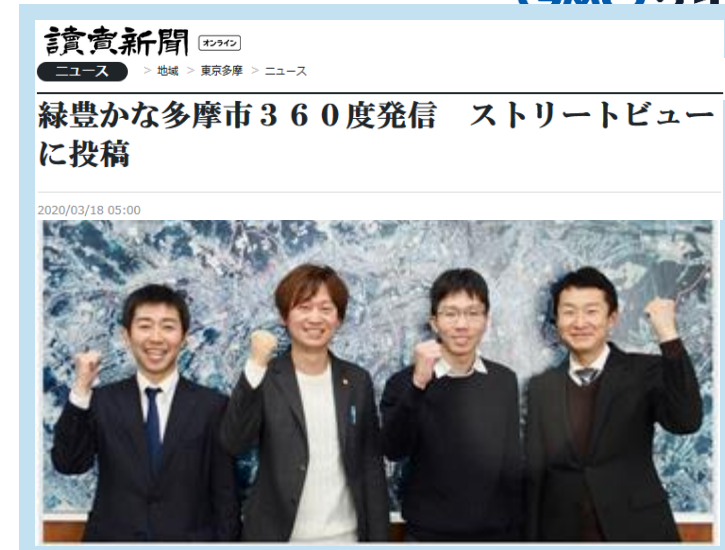 讀賣新聞 オンライン
ニュース > 地域 > 東京多摩 > ニュース
緑豊かな多摩市３６０度発信　ストリートビュー
に投稿
2020/03/18 05:00